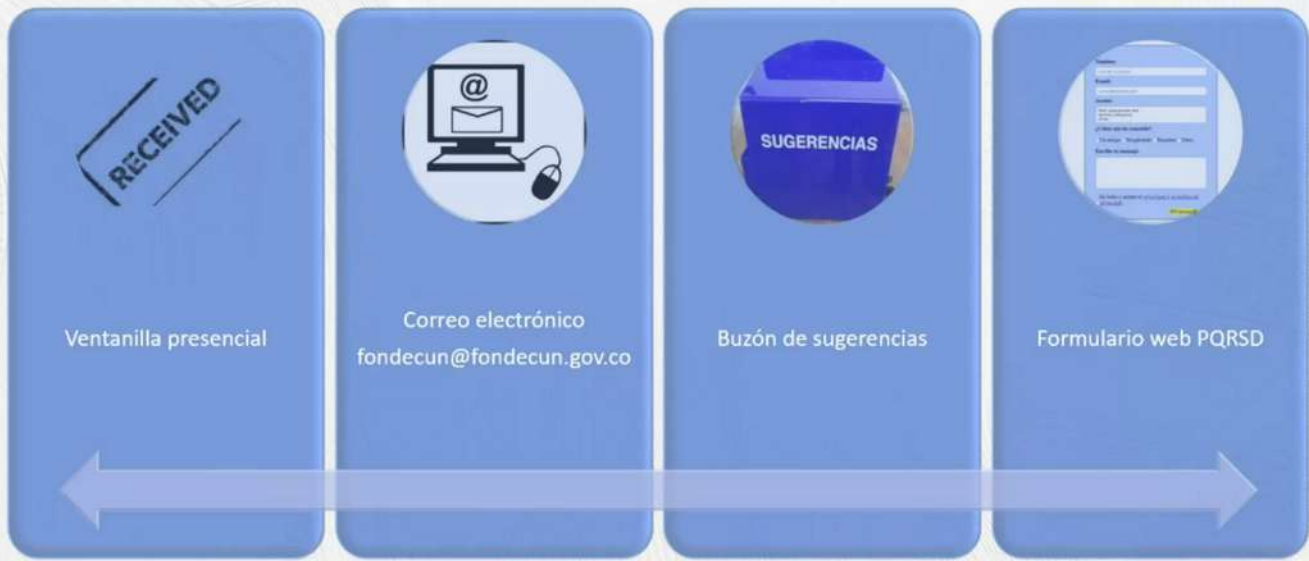 RECEIVED
@
SUGERENCIAS
Ventanilla presencial
Correo electrónico
fondecun@fondecun.gov.co
Buzón de sugerencias
Formulario web PQRSD